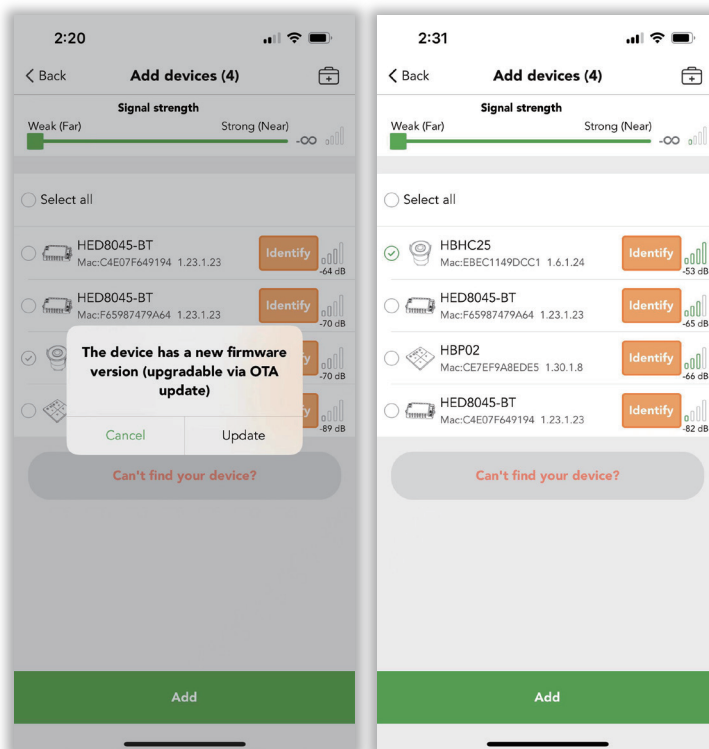 2:20
Back
Add devices (4)
Signal strength
Weak (Far)
Strong (Near)
-∞
Select all
HED8045-BT
Mac:C4E07F649194 1.23.1.23
Identify
-64 dB
HED8045-BT
Mac:F65987479A64 1.23.1.23
Identify
-70 dB
The device has a new firmware
version (upgradable via OTA
update)
Cancel
Update
y
-70 dB
y
-89 dB
Can't find your device?
Add
2:31
Back
Add devices (4)
Signal strength
Weak (Far)
Strong (Near)
-∞
Select all
HBHC25
Mac:EBEC1149DCC1 1.6.1.24
Identify
-53 dB
HED8045-BT
Mac:F65987479A64 1.23.1.23
Identify
-65 dB
HBP02
Mac:CE7EF9A8EDE5 1.30.1.8
Identify
-66 dB
HED8045-BT
Mac:C4E07F649194 1.23.1.23
Identify
-82 dB
Can't find your device?
Add